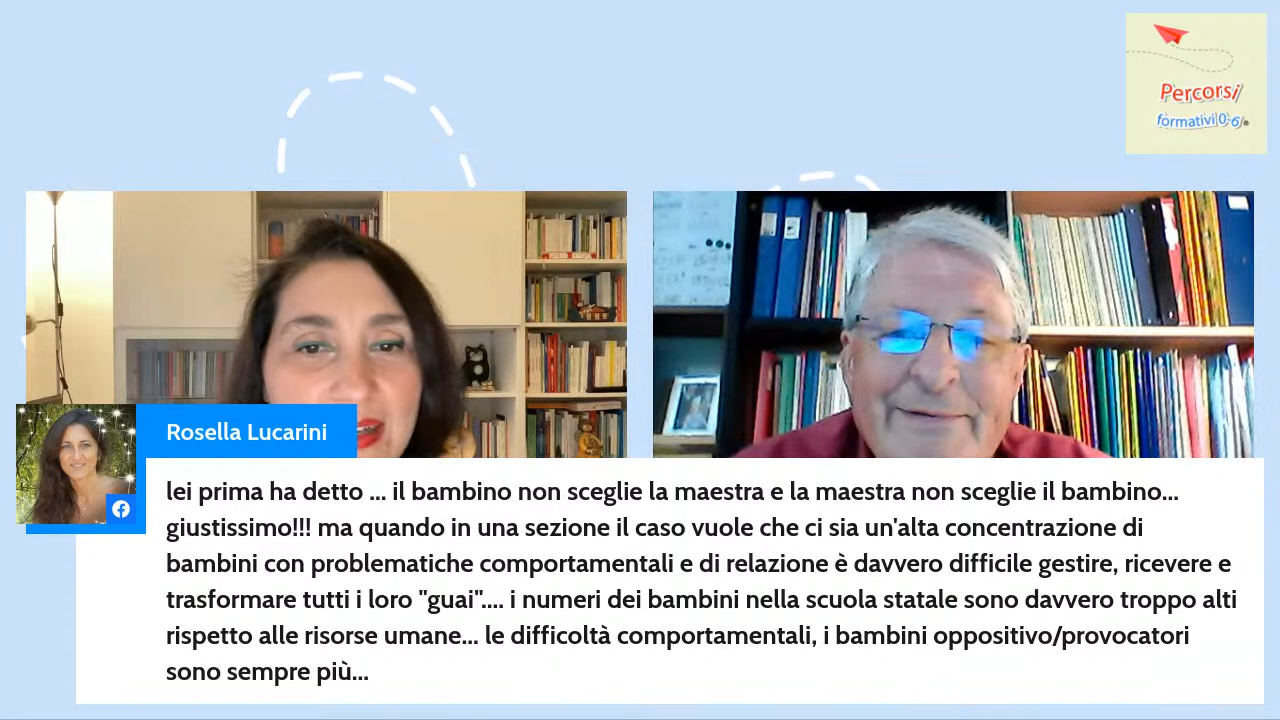 Percorsi
formativi 0-6
Rosella Lucarini
lei prima ha detto ... il bambino non sceglie la maestra e la maestra non sceglie il bambino...
giustissimo!!! ma quando in una sezione il caso vuole che ci sia un'alta concentrazione di
bambini con problematiche comportamentali e di relazione è davvero difficile gestire, ricevere e
trasformare tutti i loro "guai".... i numeri dei bambini nella scuola statale sono davvero troppo alti
rispetto alle risorse umane... le difficoltà comportamentali, i bambini oppositivo/provocatori
sono sempre più...